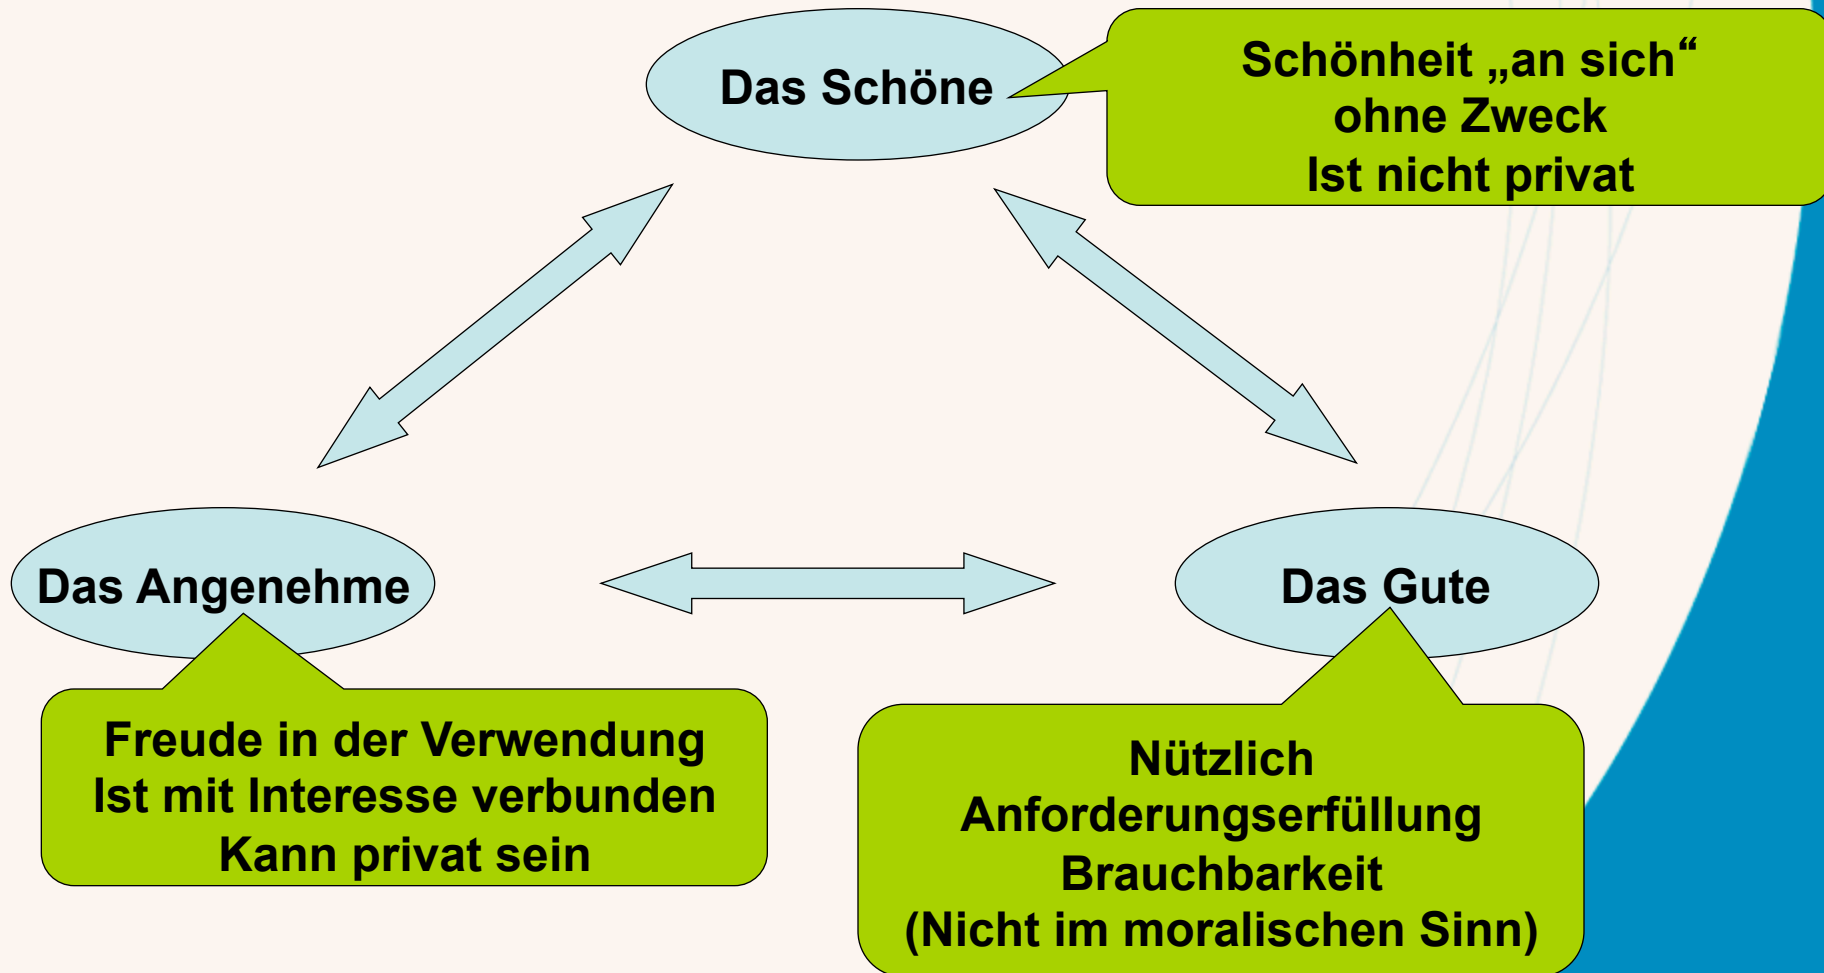 Das Schöne
Schönheit „an sich“
ohne Zweck
Ist nicht privat
Das Angenehme
Das Gute
Freude in der Verwendung
Ist mit Interesse verbunden
Kann privat sein
Nützlich
Anforderungserfüllung
Brauchbarkeit
(Nicht im moralischen Sinn)